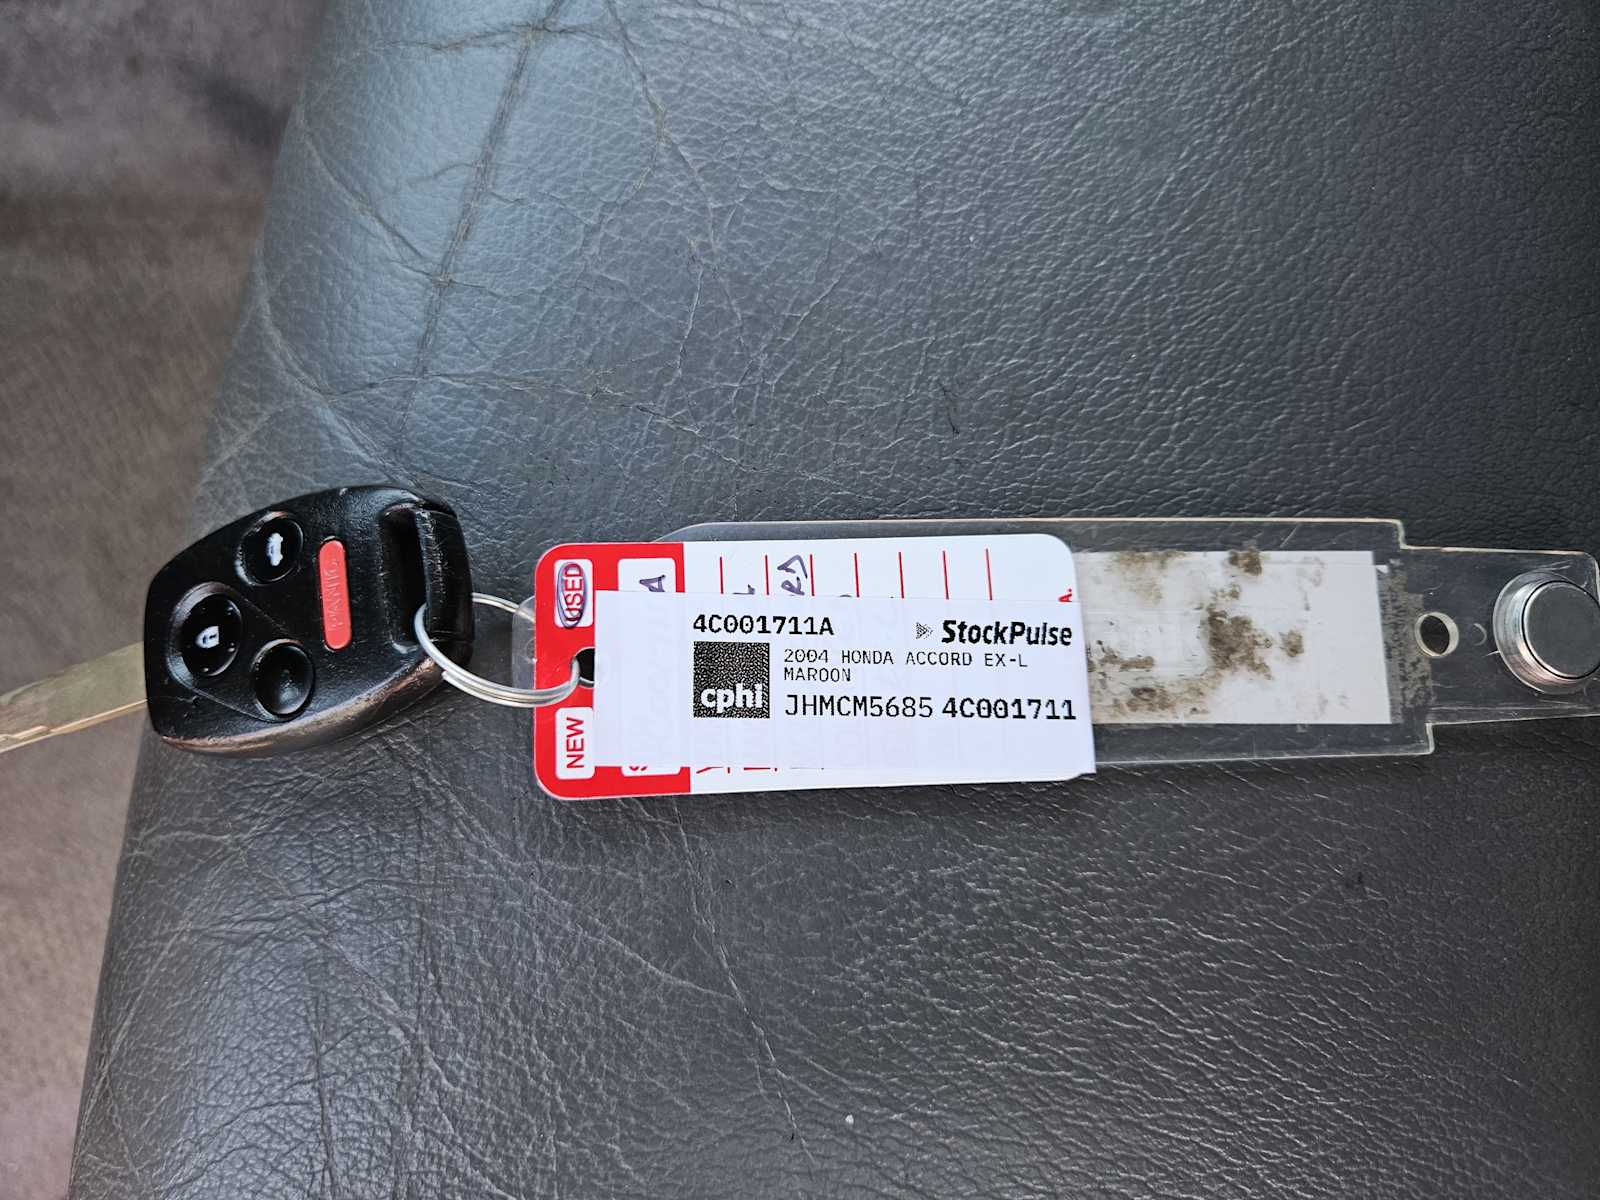 PANIC
USED
NEW
4C001711A
StockPulse
2004 HONDA ACCORD EX-L
MAROON
cphi
JHMCM5685 4C001711